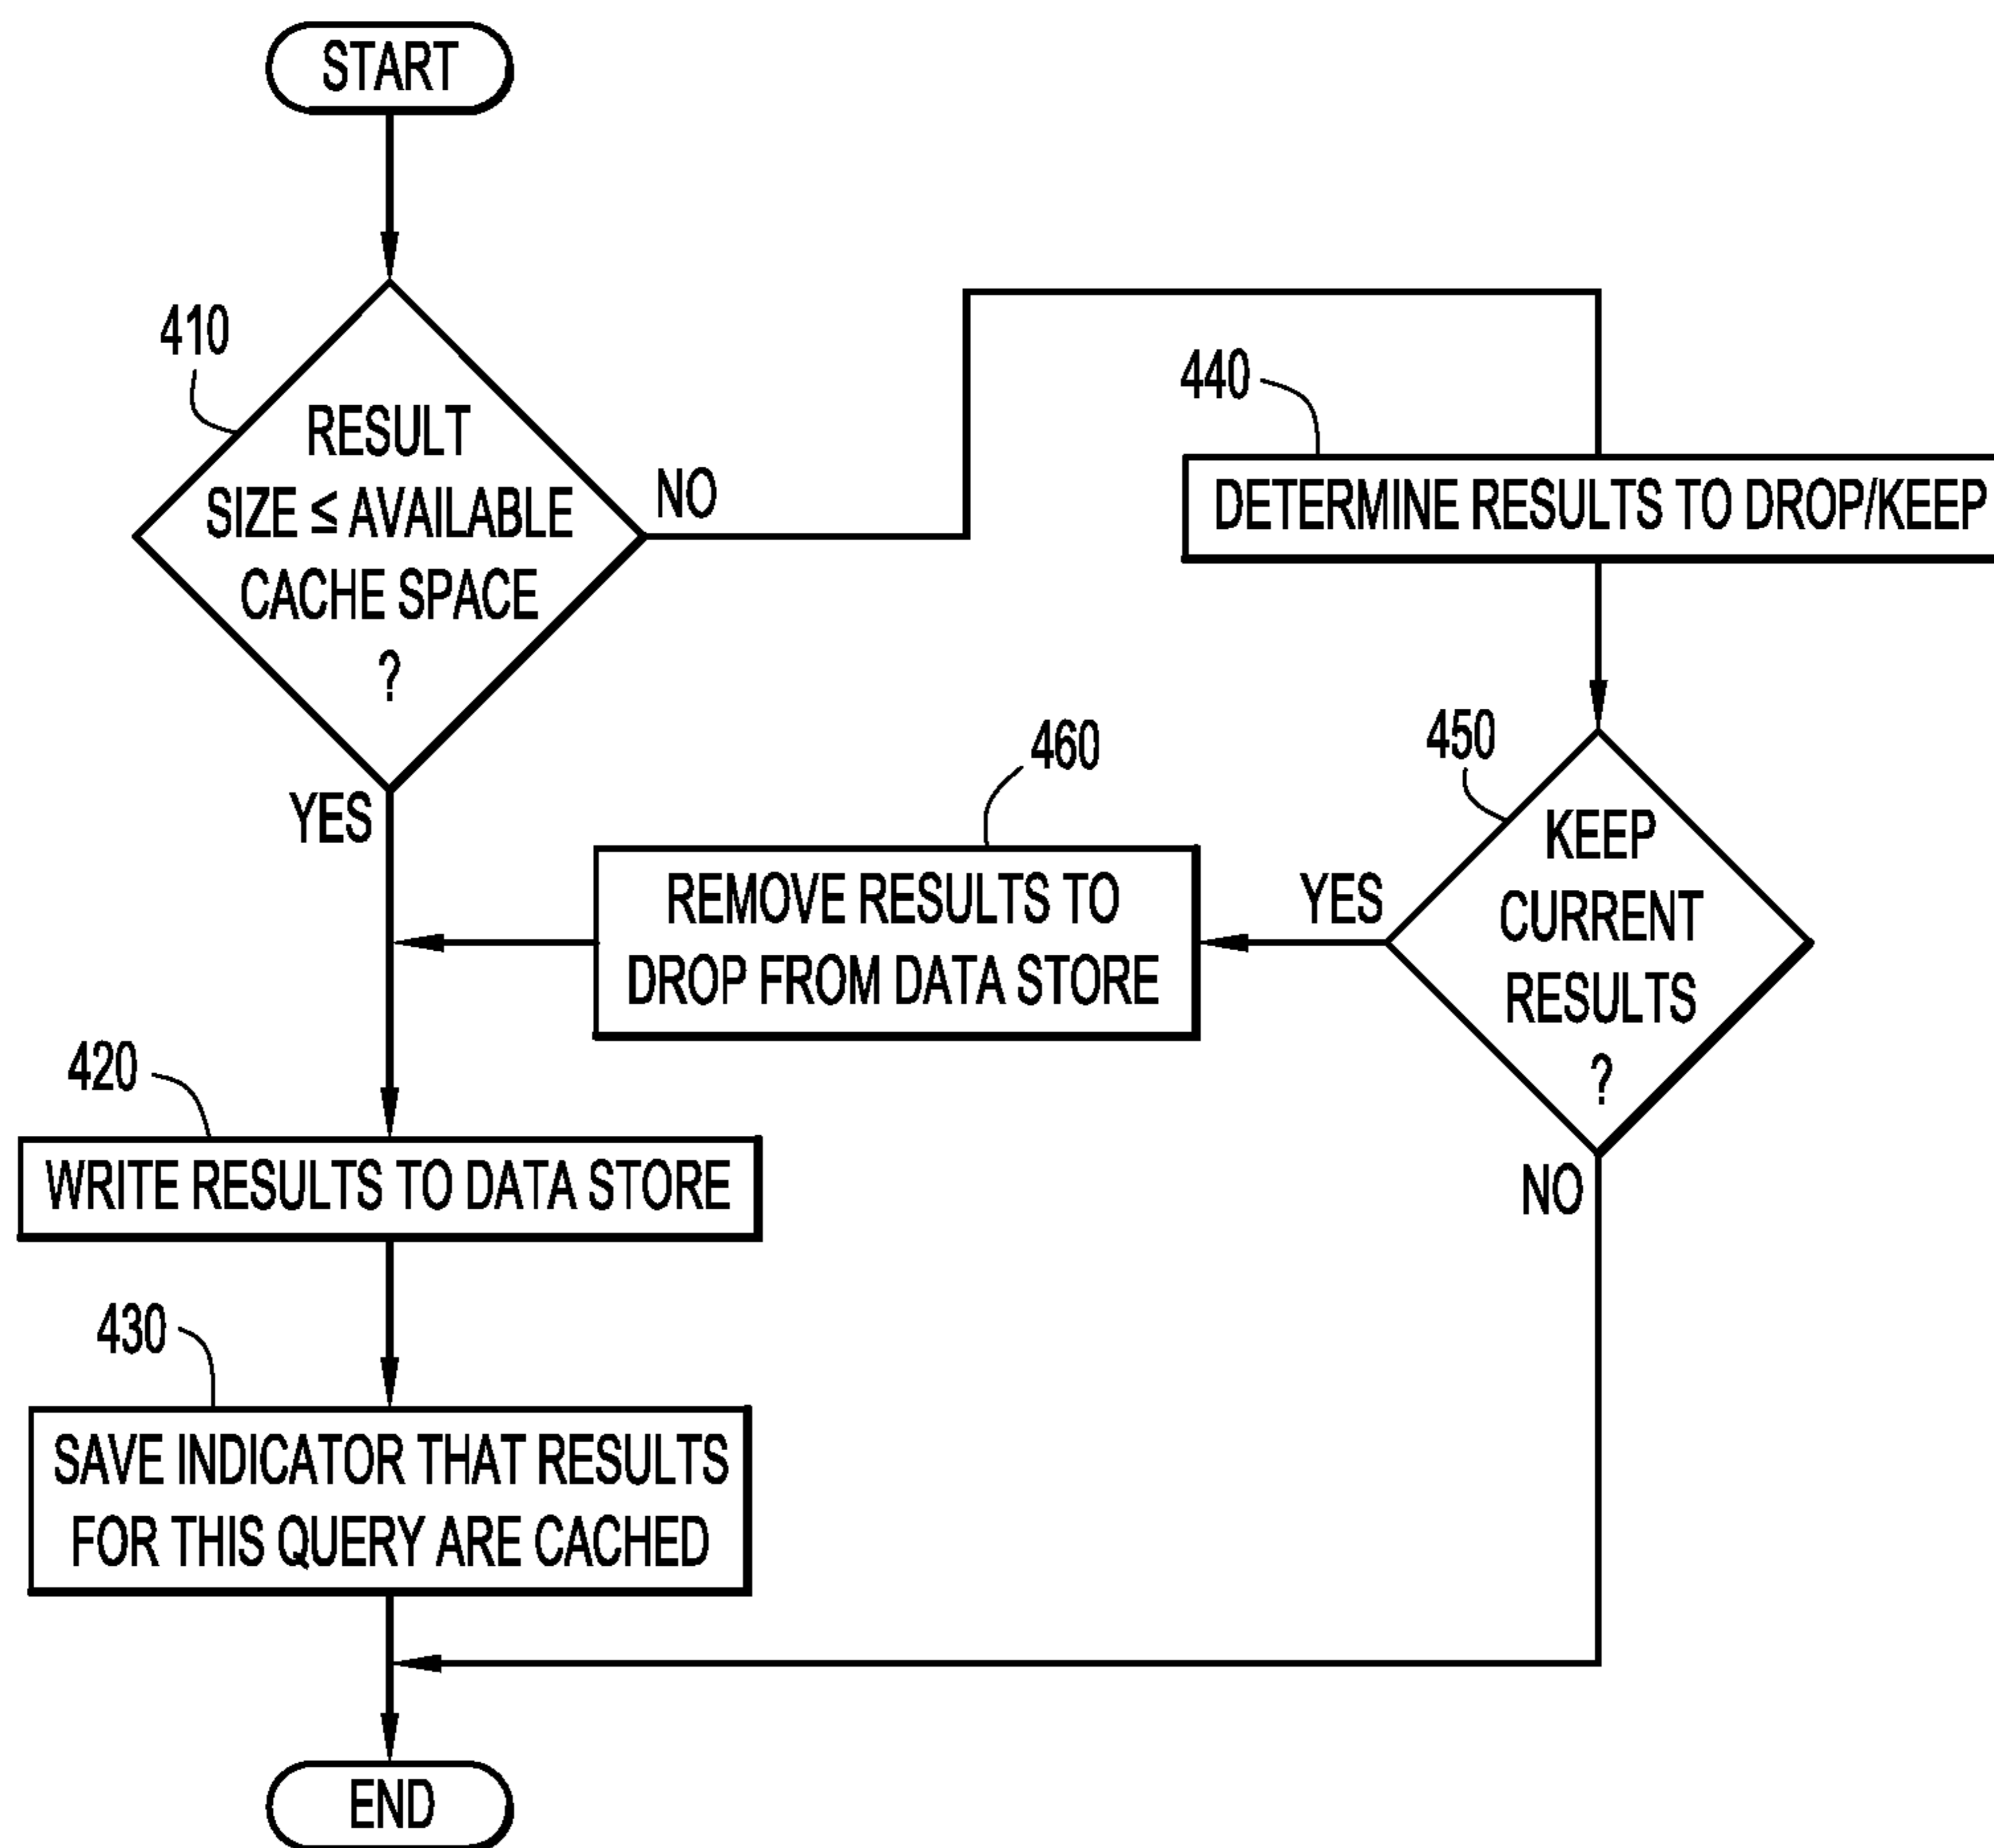 START
410
RESULT
SIZE ≤ AVAILABLE
CACHE SPACE
?
NO
YES
440
DETERMINE RESULTS TO DROP/KEEP
450
KEEP
CURRENT
RESULTS
?
YES
NO
460
REMOVE RESULTS TO
DROP FROM DATA STORE
420
WRITE RESULTS TO DATA STORE
430
SAVE INDICATOR THAT RESULTS
FOR THIS QUERY ARE CACHED
END